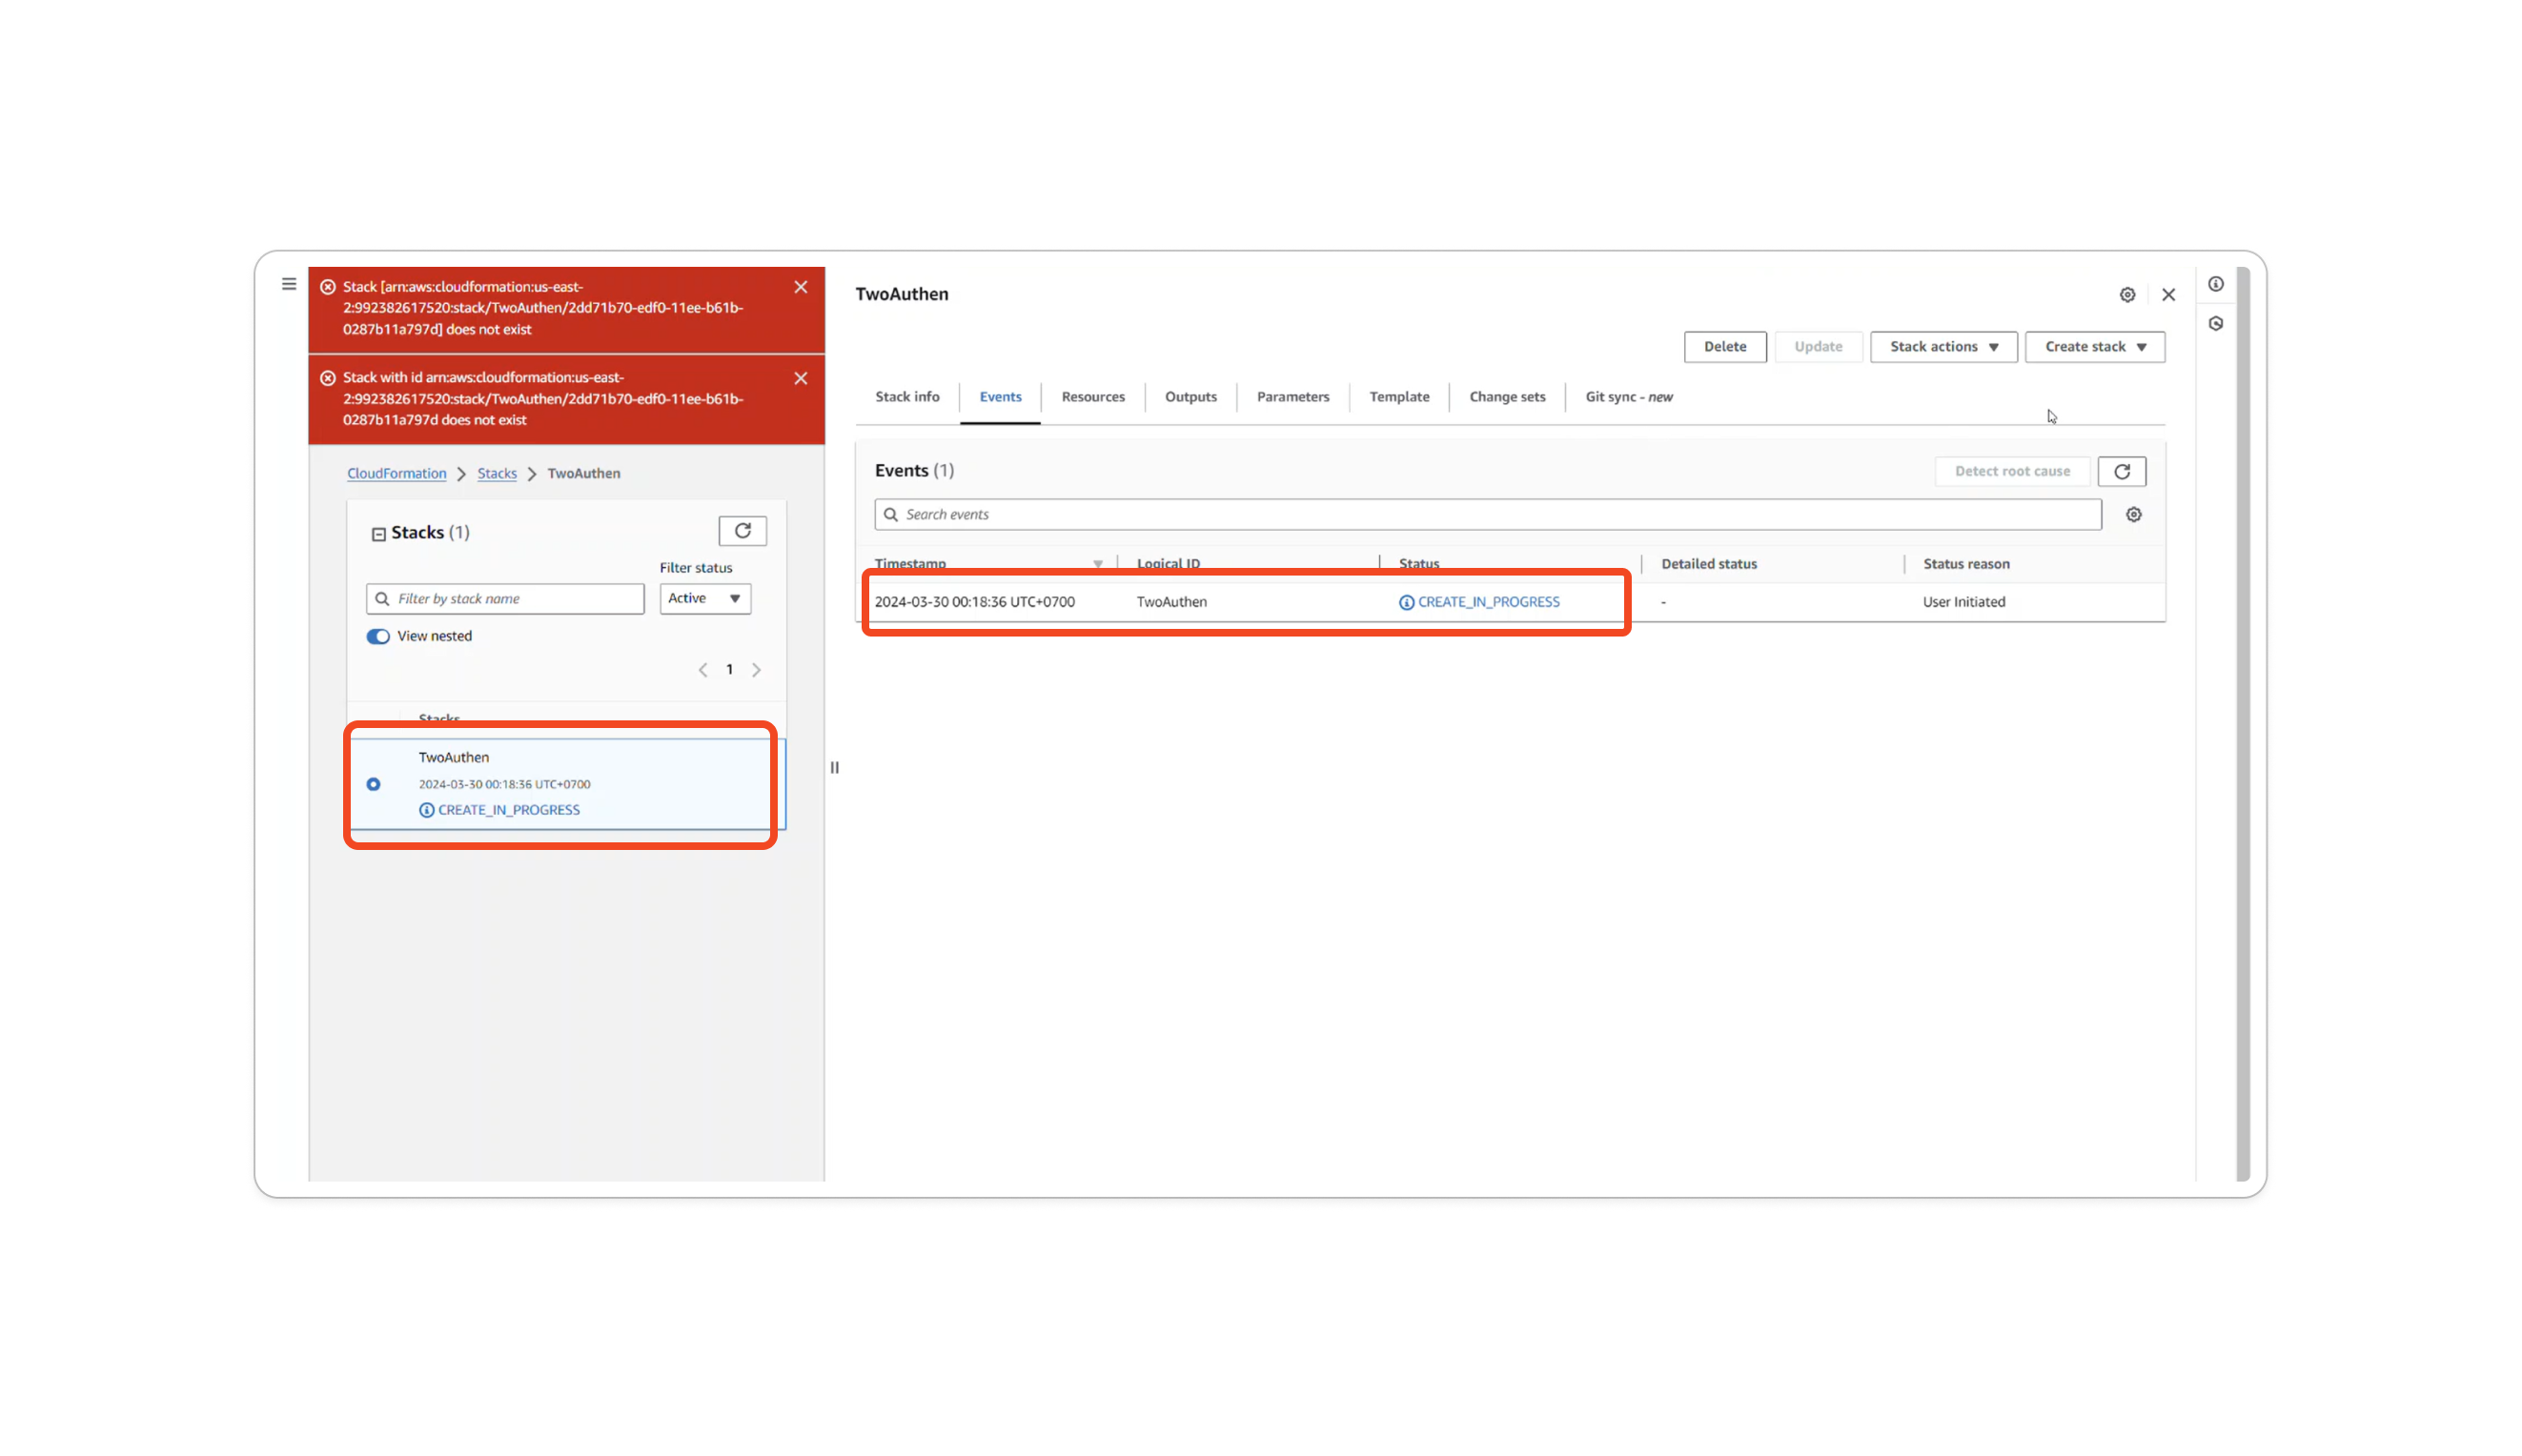 Stack [arn:aws:cloudformation:us-east-
2:992382617520:stack/TwoAuthen/2dd71b70-edf0-11ee-b61b-
0287b11a797d] does not exist
Stack with id arn:aws:cloudformation:us-east-
2:992382617520:stack/TwoAuthen/2dd71b70-edf0-11ee-b61b-
0287b11a797d does not exist
CloudFormation Stacks TwoAuthen
Stacks (1)
Filter status
Filter by stack name Active
View nested
1
Stacks
TwoAuthen
2024-03-30 00:18:36 UTC+0700
CREATE_IN_PROGRESS
TwoAuthen
Delete Update Stack actions Create stack
Stack info Events Resources Outputs Parameters Template Change sets Git sync - new
Events (1) Detect root cause
Search events
Timestamp Logical ID Status Detailed status Status reason
2024-03-30 00:18:36 UTC+0700 TwoAuthen CREATE_IN_PROGRESS - User Initiated